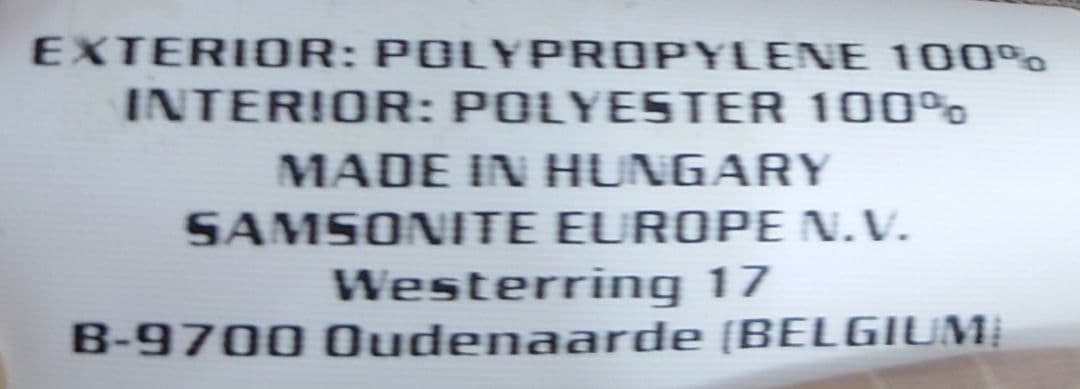 EXTERIOR: POLYPROPYLENE 100%
INTERIOR: POLYESTER 100%
MADE IN HUNGARY
SAMSONITE EUROPE N.V.
Westerring 17
B-9700 Oudenaarde (BELGIUM)